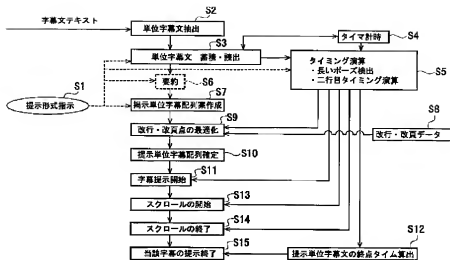 字幕文テキスト
S2
単位字幕文抽出
S3
単位字幕文 蓄積・読出
タイマ計時
S4
タイミング演算
・長いポーズ検出
・二行目タイミング演算
S5
要約
S6
S1
提示形式指示
S7
提示単位字幕配列案作成
S9
改行・改頁点の最適化
S8
改行・改頁データ
提示単位字幕配列確定
S10
S11
字幕提示開始
S13
スクロールの開始
S14
スクロールの終了
S15
当該字幕の提示終了
S12
提示単位字幕文の終点タイム算出